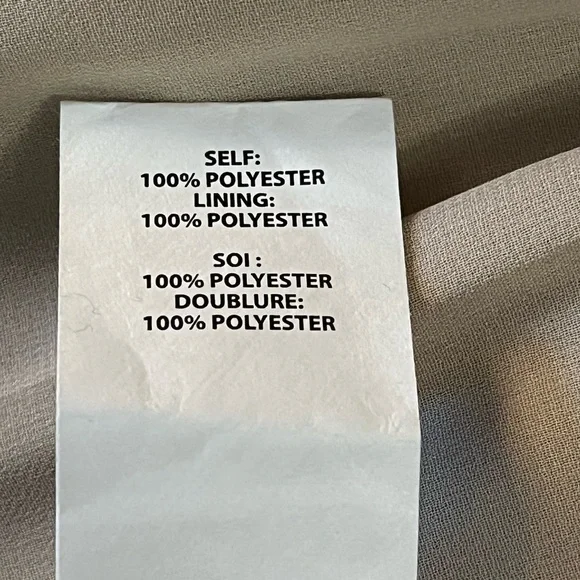 SELF:
100% POLYESTER
LINING:
100% POLYESTER
SOI :
100% POLYESTER
DOUBLURE:
100% POLYESTER